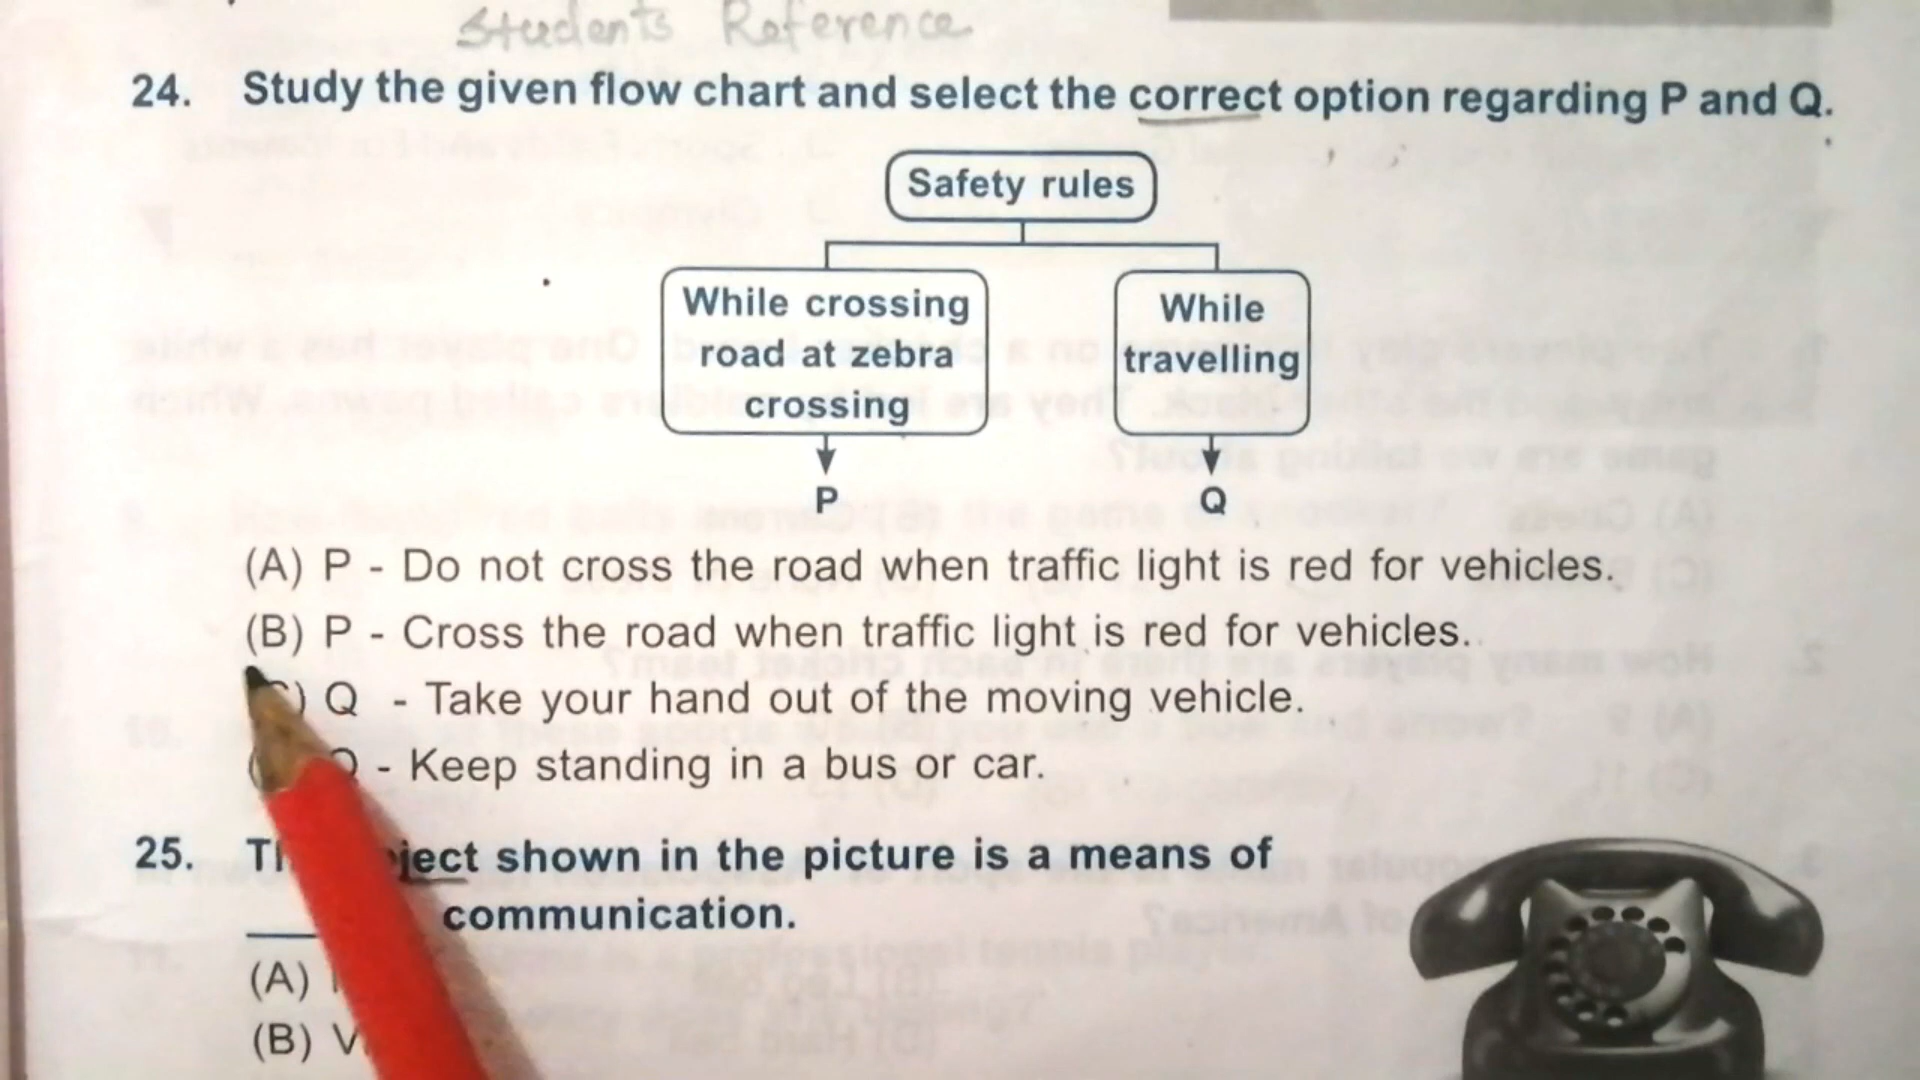 Students Reference
24. Study the given flow chart and select the correct option regarding P and Q.
Safety rules
While crossing
road at zebra
crossing
While
travelling
P
Q
(A) P - Do not cross the road when traffic light is red for vehicles.
(B) P - Cross the road when traffic light is red for vehicles.
Q - Take your hand out of the moving vehicle.
- Keep standing in a bus or car.
25. shown in the picture is a means of
communication.
(A)
(B)